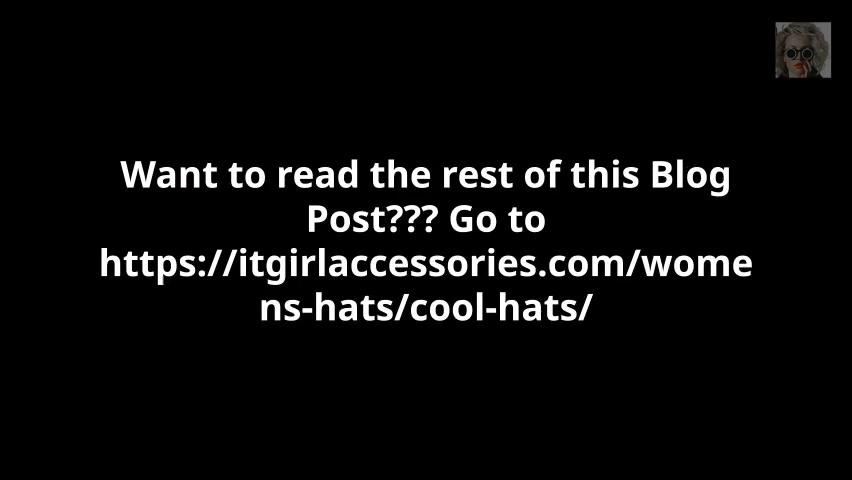 Want to read the rest of this Blog
Post??? Go to
https://itgirlaccessories.com/wome
ns-hats/cool-hats/